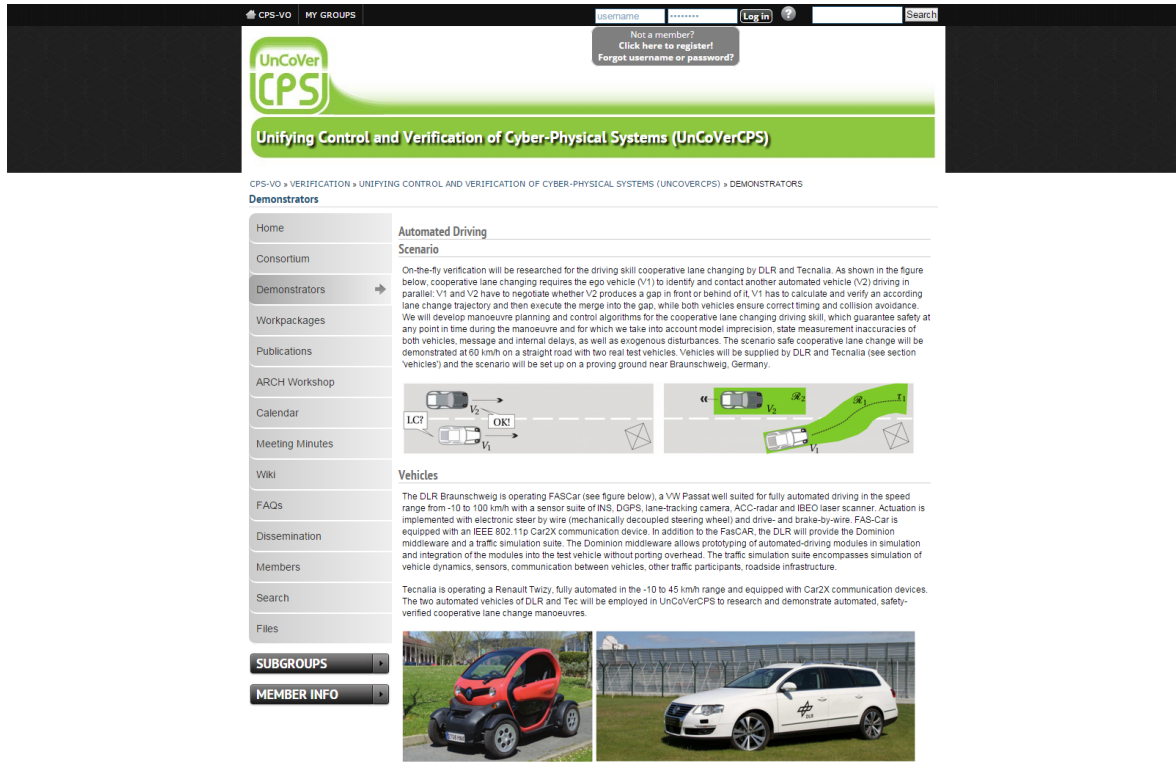 CPS-VO MY GROUPS username •••••••• Log in ? Search
Not a member?
Click here to register!
Forgot username or password?
UnCoVer
CPS
Unifying Control and Verification of Cyber-Physical Systems (UnCoVerCPS)
CPS-VO » VERIFICATION » UNIFYING CONTROL AND VERIFICATION OF CYBER-PHYSICAL SYSTEMS (UNCOVERCPS) » DEMONSTRATORS
Demonstrators
Home
Consortium
Demonstrators
Workpackages
Publications
ARCH Workshop
Calendar
Meeting Minutes
Wiki
FAQs
Dissemination
Members
Search
Files
SUBGROUPS
MEMBER INFO
Automated Driving
Scenario
On-the-fly verification will be researched for the driving skill cooperative lane changing by DLR and Tecnalia. As shown in the figure
below, cooperative lane changing requires the ego vehicle (V1) to identify and contact another automated vehicle (V2) driving in
parallel: V1 and V2 have to negotiate whether V2 produces a gap in front or behind of it, V1 has to calculate and verify an according
lane change trajectory and then execute the merge into the gap, while both vehicles ensure correct timing and collision avoidance.
We will develop manoeuvre planning and control algorithms for the cooperative lane changing driving skill, which guarantee safety at
any point in time during the manoeuvre and for which we take into account model imprecision, state measurement inaccuracies of
both vehicles, message and internal delays, as well as exogenous disturbances. The scenario safe cooperative lane change will be
demonstrated at 60 km/h on a straight road with two real test vehicles. Vehicles will be supplied by DLR and Tecnalia (see section
'vehicles') and the scenario will be set up on a proving ground near Braunschweig, Germany.
V2
LC? OK!
V1
V2 R2 R1 x1
V1
Vehicles
The DLR Braunschweig is operating FASCar (see figure below), a VW Passat well suited for fully automated driving in the speed
range from -10 to 100 km/h with a sensor suite of INS, DGPS, lane-tracking camera, ACC-radar and IBEO laser scanner. Actuation is
implemented with electronic steer by wire (mechanically decoupled steering wheel) and drive- and brake-by-wire. FAS-Car is
equipped with an IEEE 802.11p Car2X communication device. In addition to the FasCAR, the DLR will provide the Dominion
middleware and a traffic simulation suite. The Dominion middleware allows prototyping of automated-driving modules in simulation
and integration of the modules into the test vehicle without porting overhead. The traffic simulation suite encompasses simulation of
vehicle dynamics, sensors, communication between vehicles, other traffic participants, roadside infrastructure.
Tecnalia is operating a Renault Twizy, fully automated in the -10 to 45 km/h range and equipped with Car2X communication devices.
The two automated vehicles of DLR and Tec will be employed in UnCoVerCPS to research and demonstrate automated, safety-
verified cooperative lane change manoeuvres.
DLR